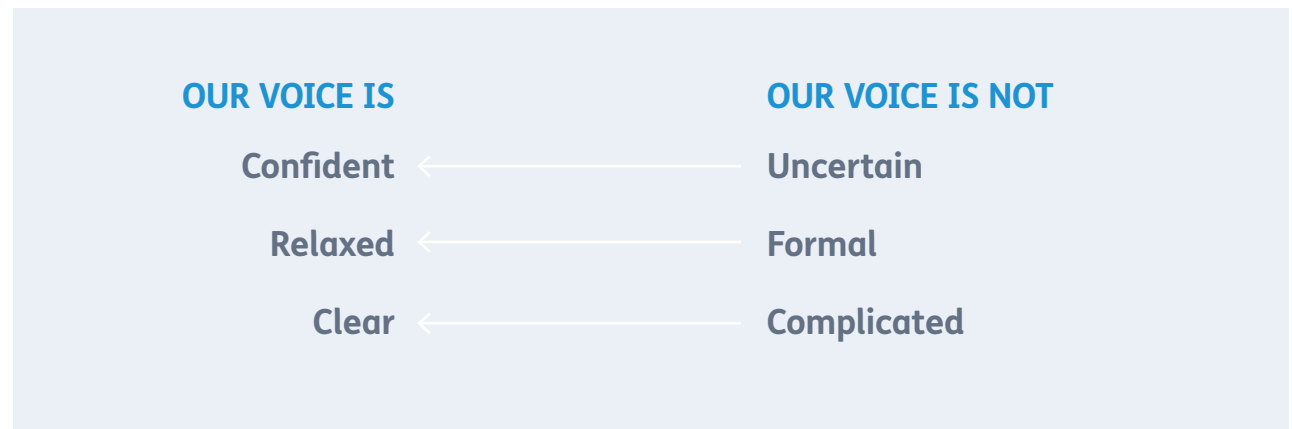 OUR VOICE IS OUR VOICE IS NOT
Confident Uncertain
Relaxed Formal
Clear Complicated